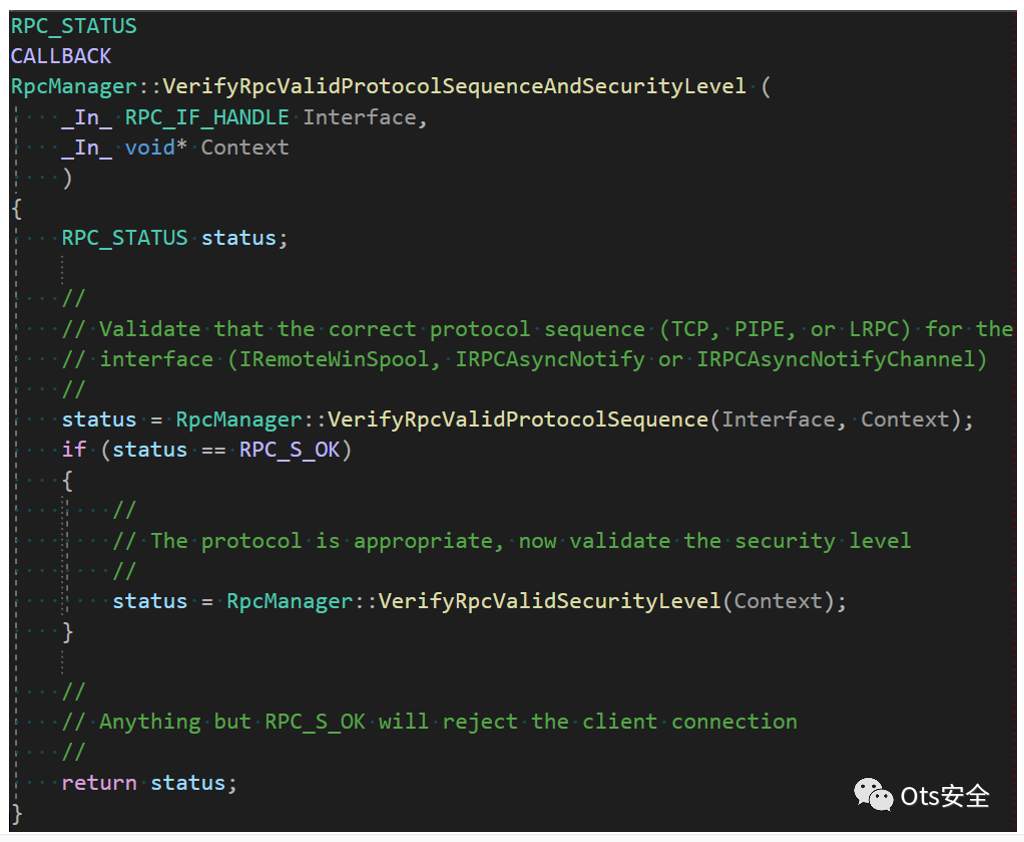 RPC_STATUS
CALLBACK
RpcManager::VerifyRpcValidProtocolSequenceAndSecurityLevel (
    _In_ RPC_IF_HANDLE Interface,
    _In_ void* Context
    )
{
    RPC_STATUS status;

    //
    // Validate that the correct protocol sequence (TCP, PIPE, or LRPC) for the
    // interface (IRemoteWinSpool, IRPCAsyncNotify or IRPCAsyncNotifyChannel)
    //
    status = RpcManager::VerifyRpcValidProtocolSequence(Interface, Context);
    if (status == RPC_S_OK)
    {
        //
        // The protocol is appropriate, now validate the security level
        //
        status = RpcManager::VerifyRpcValidSecurityLevel(Context);
    }

    //
    // Anything but RPC_S_OK will reject the client connection
    //
    return status;
}
Ots安全